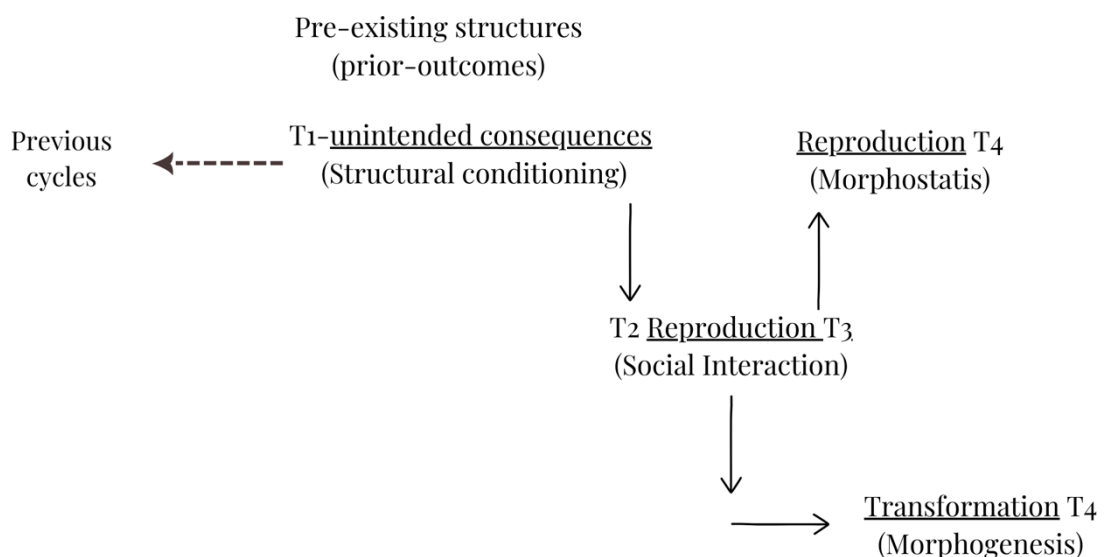 Pre-existing structures
(prior-outcomes)
Previous
cycles
T1-unintended consequences
(Structural conditioning)
Reproduction T4
(Morphostatis)
T2 Reproduction T3
(Social Interaction)
Transformation T4
(Morphogenesis)